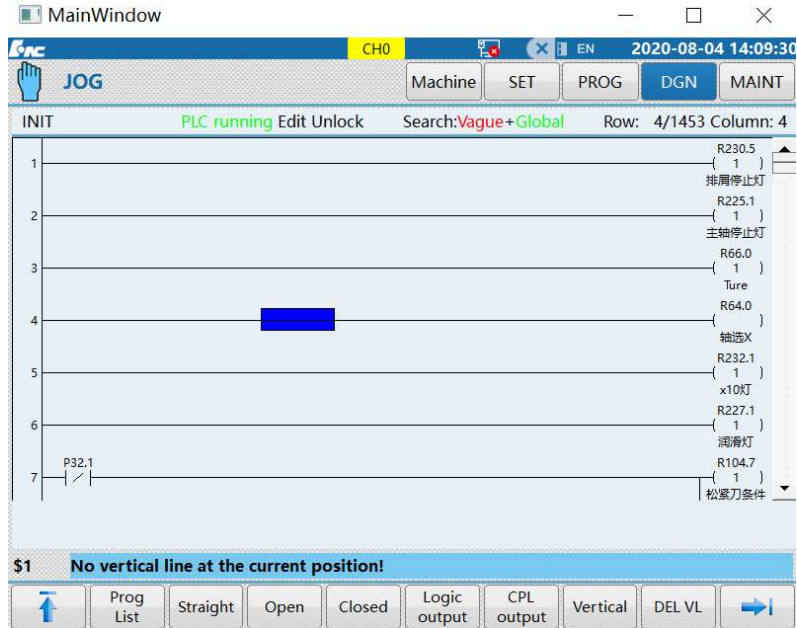 MainWindow
CH0 EN 2020-08-04 14:09:30
JOG Machine SET PROG DGN MAINT
INIT PLC running Edit Unlock Search:Vague+Global Row: 4/1453 Column: 4
R230.5
1 ( 1 )
排屑停止灯
R225.1
2 ( 1 )
主轴停止灯
R66.0
3 ( 1 )
Ture
R64.0
4 ( )
轴选X
R232.1
5 ( 1 )
x10灯
R227.1
6 ( 1 )
润滑灯
P32.1 R104.7
7 ( 1 )
松紧刀条件
$1 No vertical line at the current position!
Prog List Straight Open Closed Logic output CPL output Vertical DEL VL